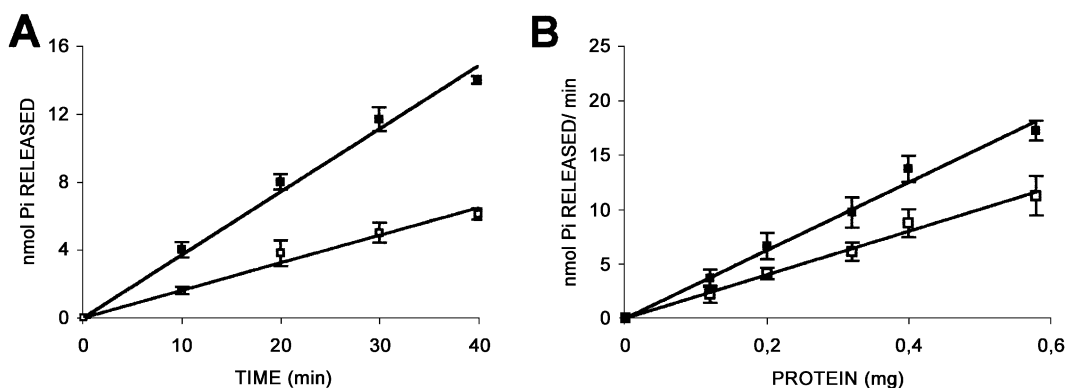 A
nmol Pi RELEASED
16
12
8
4
0
0 10 20 30 40
TIME (min)
B
nmol Pi RELEASED/ min
25
20
15
10
5
0
0 0,2 0,4 0,6
PROTEIN (mg)